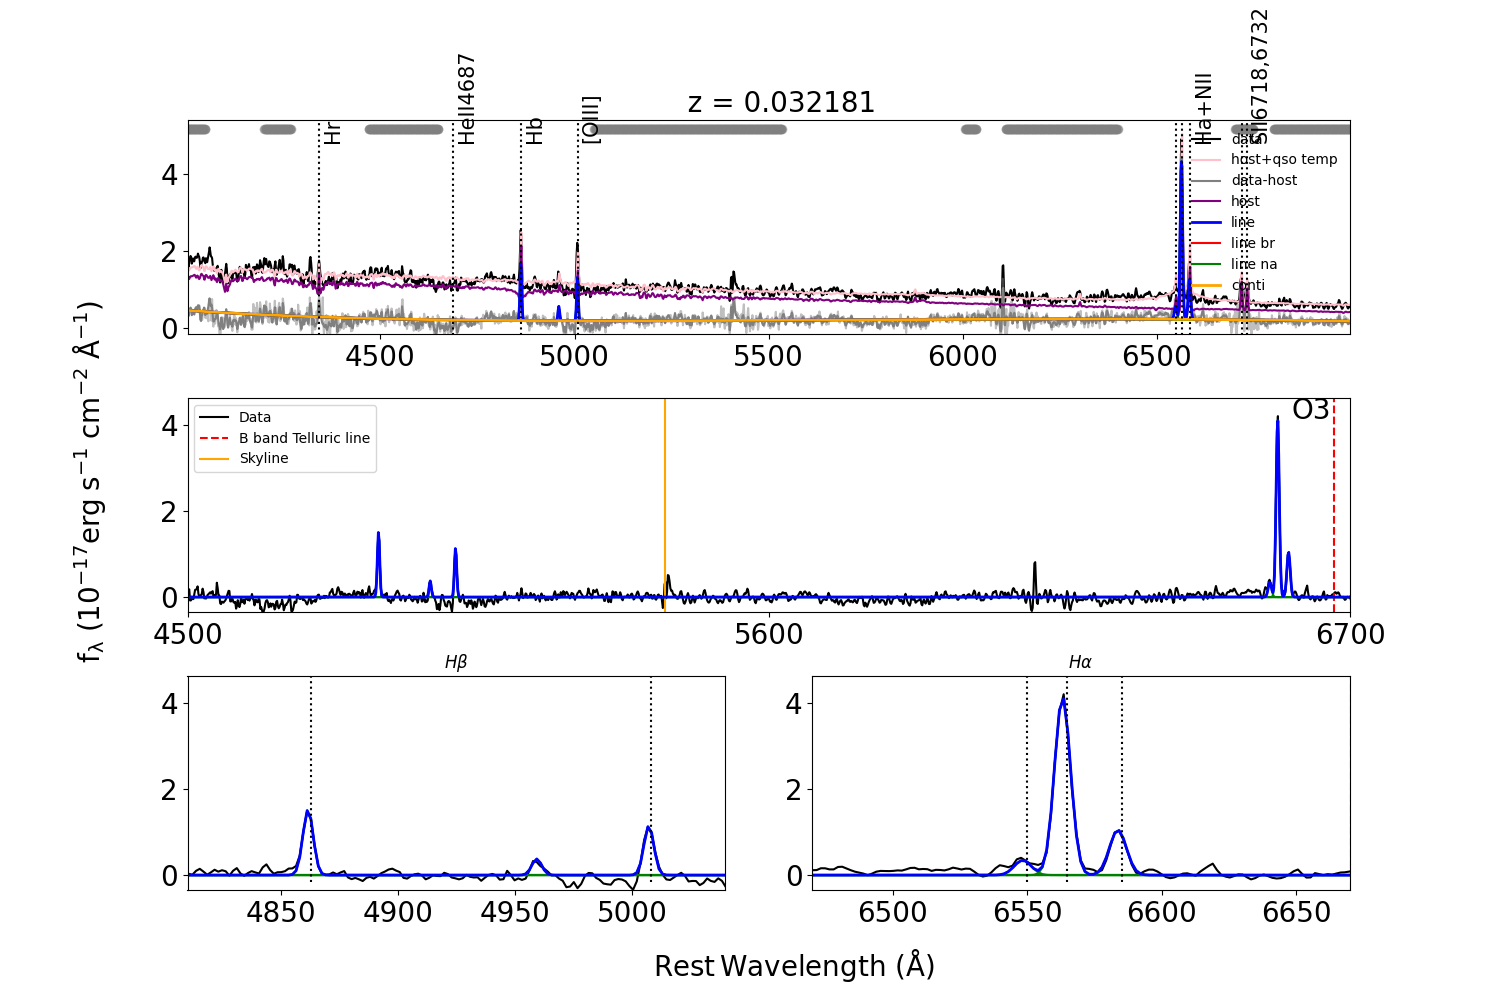 z = 0.032181
Hr
HeII4687
Hb
[OIII]
Ha+NII
SII6718,6732
data
host+qso temp
data-host
host
line
line br
line na
conti
4
2
0
4500
5000
5500
6000
6500
fλ (10⁻¹⁷erg s⁻¹ cm⁻² Å⁻¹)
Data
B band Telluric line
Skyline
O3
4
2
0
4500
5600
6700
Hβ
4
2
0
4850
4900
4950
5000
Hα
4
2
0
6500
6550
6600
6650
Rest Wavelength (Å)